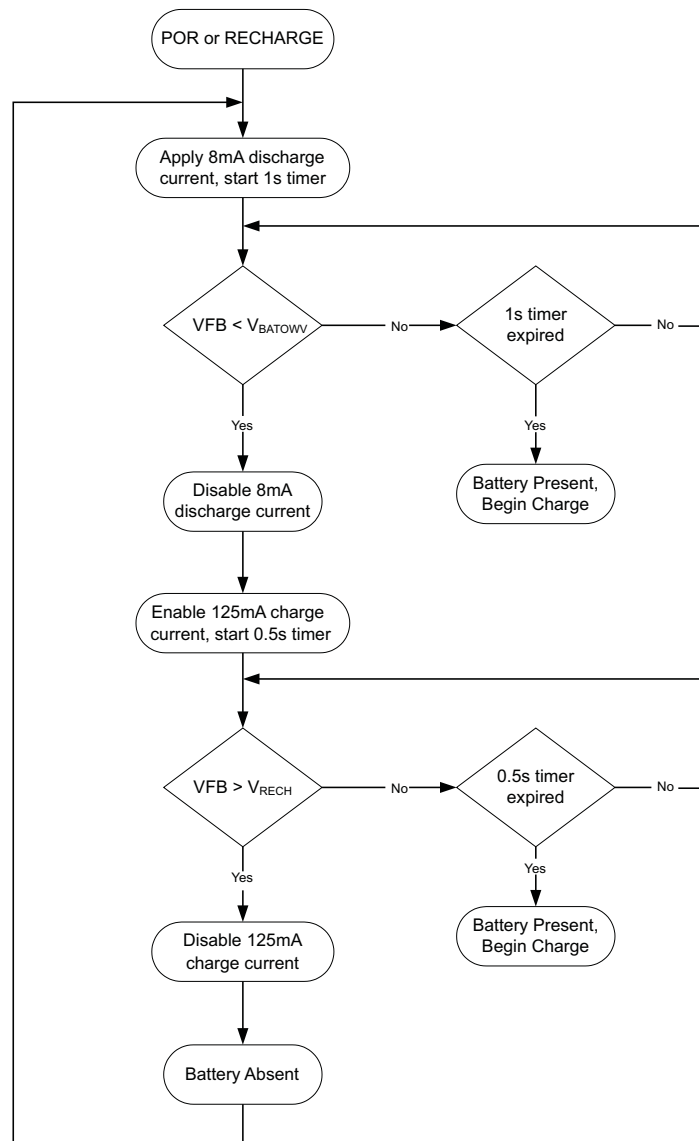 POR or RECHARGE
Apply 8mA discharge
current, start 1s timer
VFB < VBATOWV
No
1s timer
expired
No
Yes
Yes
Disable 8mA
discharge current
Battery Present,
Begin Charge
Enable 125mA charge
current, start 0.5s timer
VFB > VRECH
No
0.5s timer
expired
No
Yes
Yes
Disable 125mA
charge current
Battery Present,
Begin Charge
Battery Absent